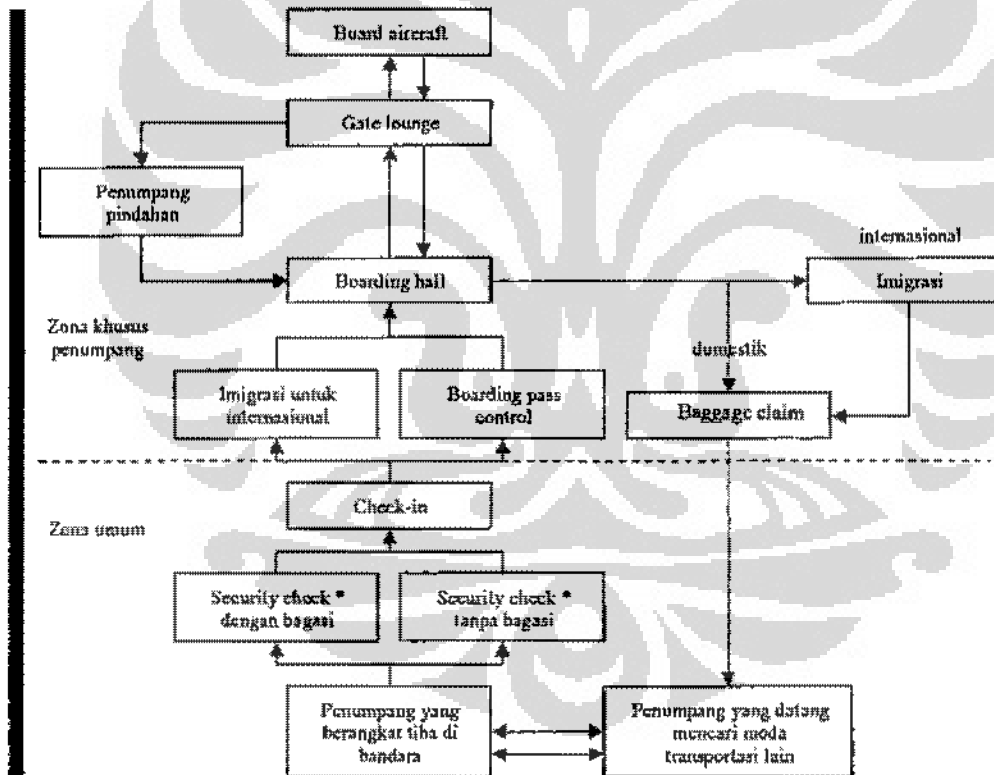 Board aircraft
Gate lounge
Penumpang
pindahan
internasional
Boarding hall
Imigrasi
Zona khusus
penumpang
domestik
Imigrasi untuk
internasional
Boarding pass
control
Baggage claim
Check-in
Zona umum
Security check *
dengan bagasi
Security check *
tanpa bagasi
Penumpang yang
berangkat tiba di
bandara
Penumpang yang datang
mencari moda
transportasi lain